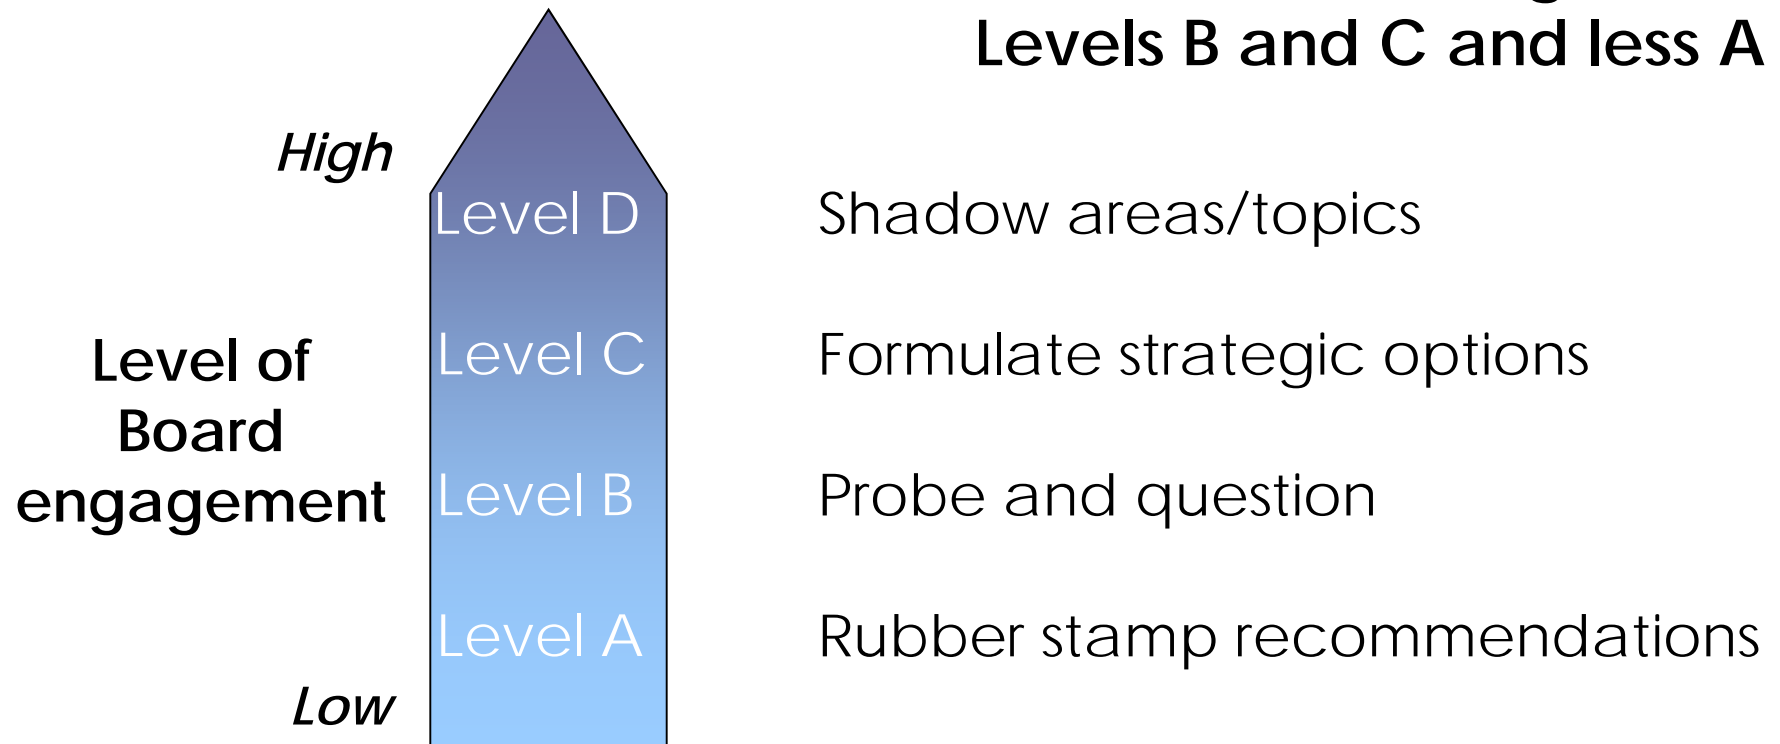 Levels B and C and less A
High
Level D Shadow areas/topics
Level C Formulate strategic options
Level of
Board
engagement
Level B Probe and question
Level A Rubber stamp recommendations
Low